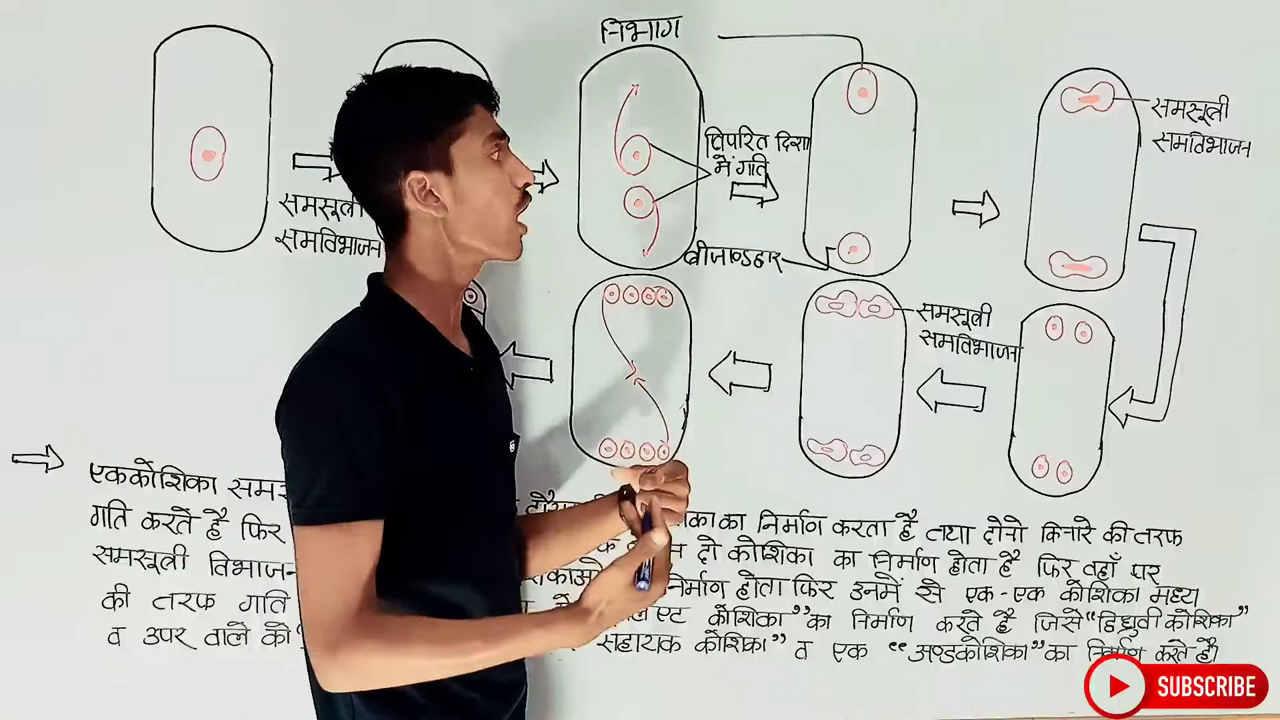 निभाग
विपरित दिशा
में गति
समसूत्री
समविभाजन
समसूत्री
समविभाजन
बीजाण्डद्वार
समसूत्री
समविभाजन
एककोशिका
गति करते है फिर का निर्माण करता है तथा दोनो किनारे की तरफ
समसूत्री विभाजन दो कोशिका का निर्माण होता है फिर वहाँ पर
की तरफ गति निर्माण होता फिर उनमें से एक-एक कोशिका मध्य
व उपर वाले को कोशिका" का निर्माण करते है जिसे "द्विध्रुवी कोशिका"
सहायक कोशिका" व एक "अण्डकोशिका" का निर्माण करते है।
SUBSCRIBE